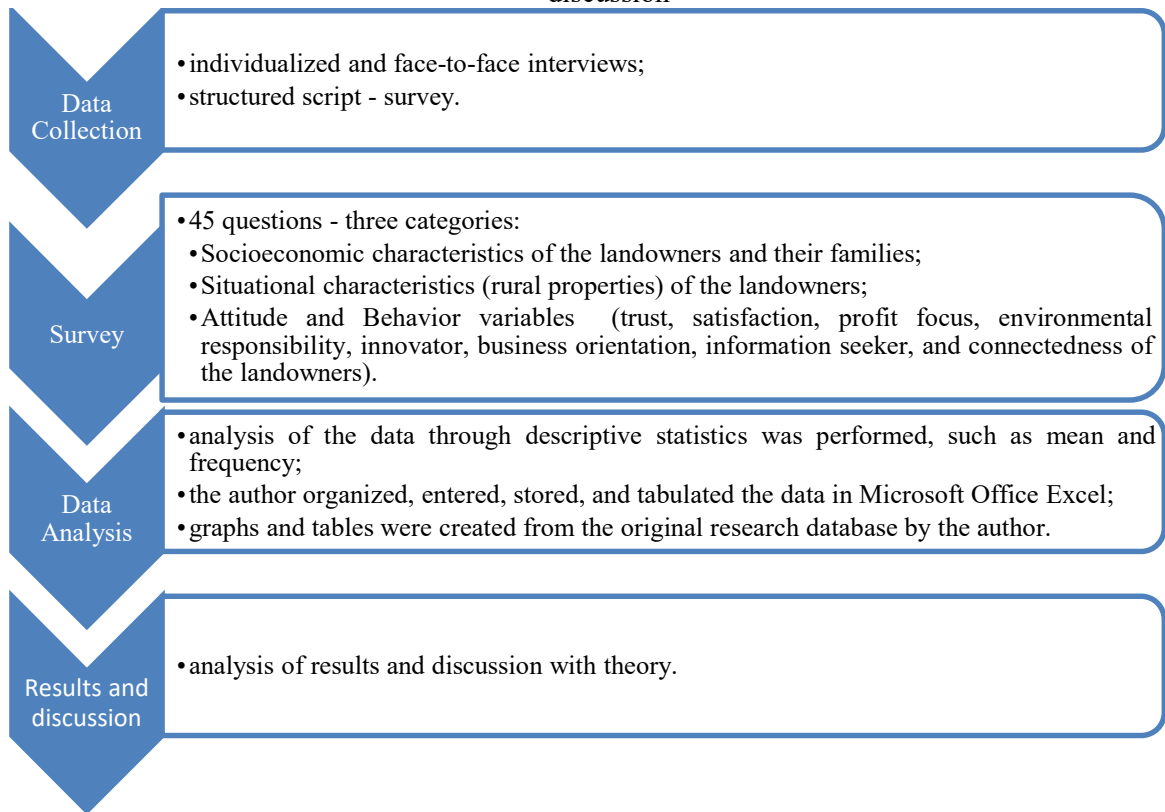 discussion
Data
Collection
•individualized and face-to-face interviews;
•structured script - survey.
Survey
•45 questions - three categories:
•Socioeconomic characteristics of the landowners and their families;
•Situational characteristics (rural properties) of the landowners;
•Attitude and Behavior variables (trust, satisfaction, profit focus, environmental
responsibility, innovator, business orientation, information seeker, and connectedness of
the landowners).
Data
Analysis
•analysis of the data through descriptive statistics was performed, such as mean and
frequency;
•the author organized, entered, stored, and tabulated the data in Microsoft Office Excel;
•graphs and tables were created from the original research database by the author.
Results and
discussion
•analysis of results and discussion with theory.